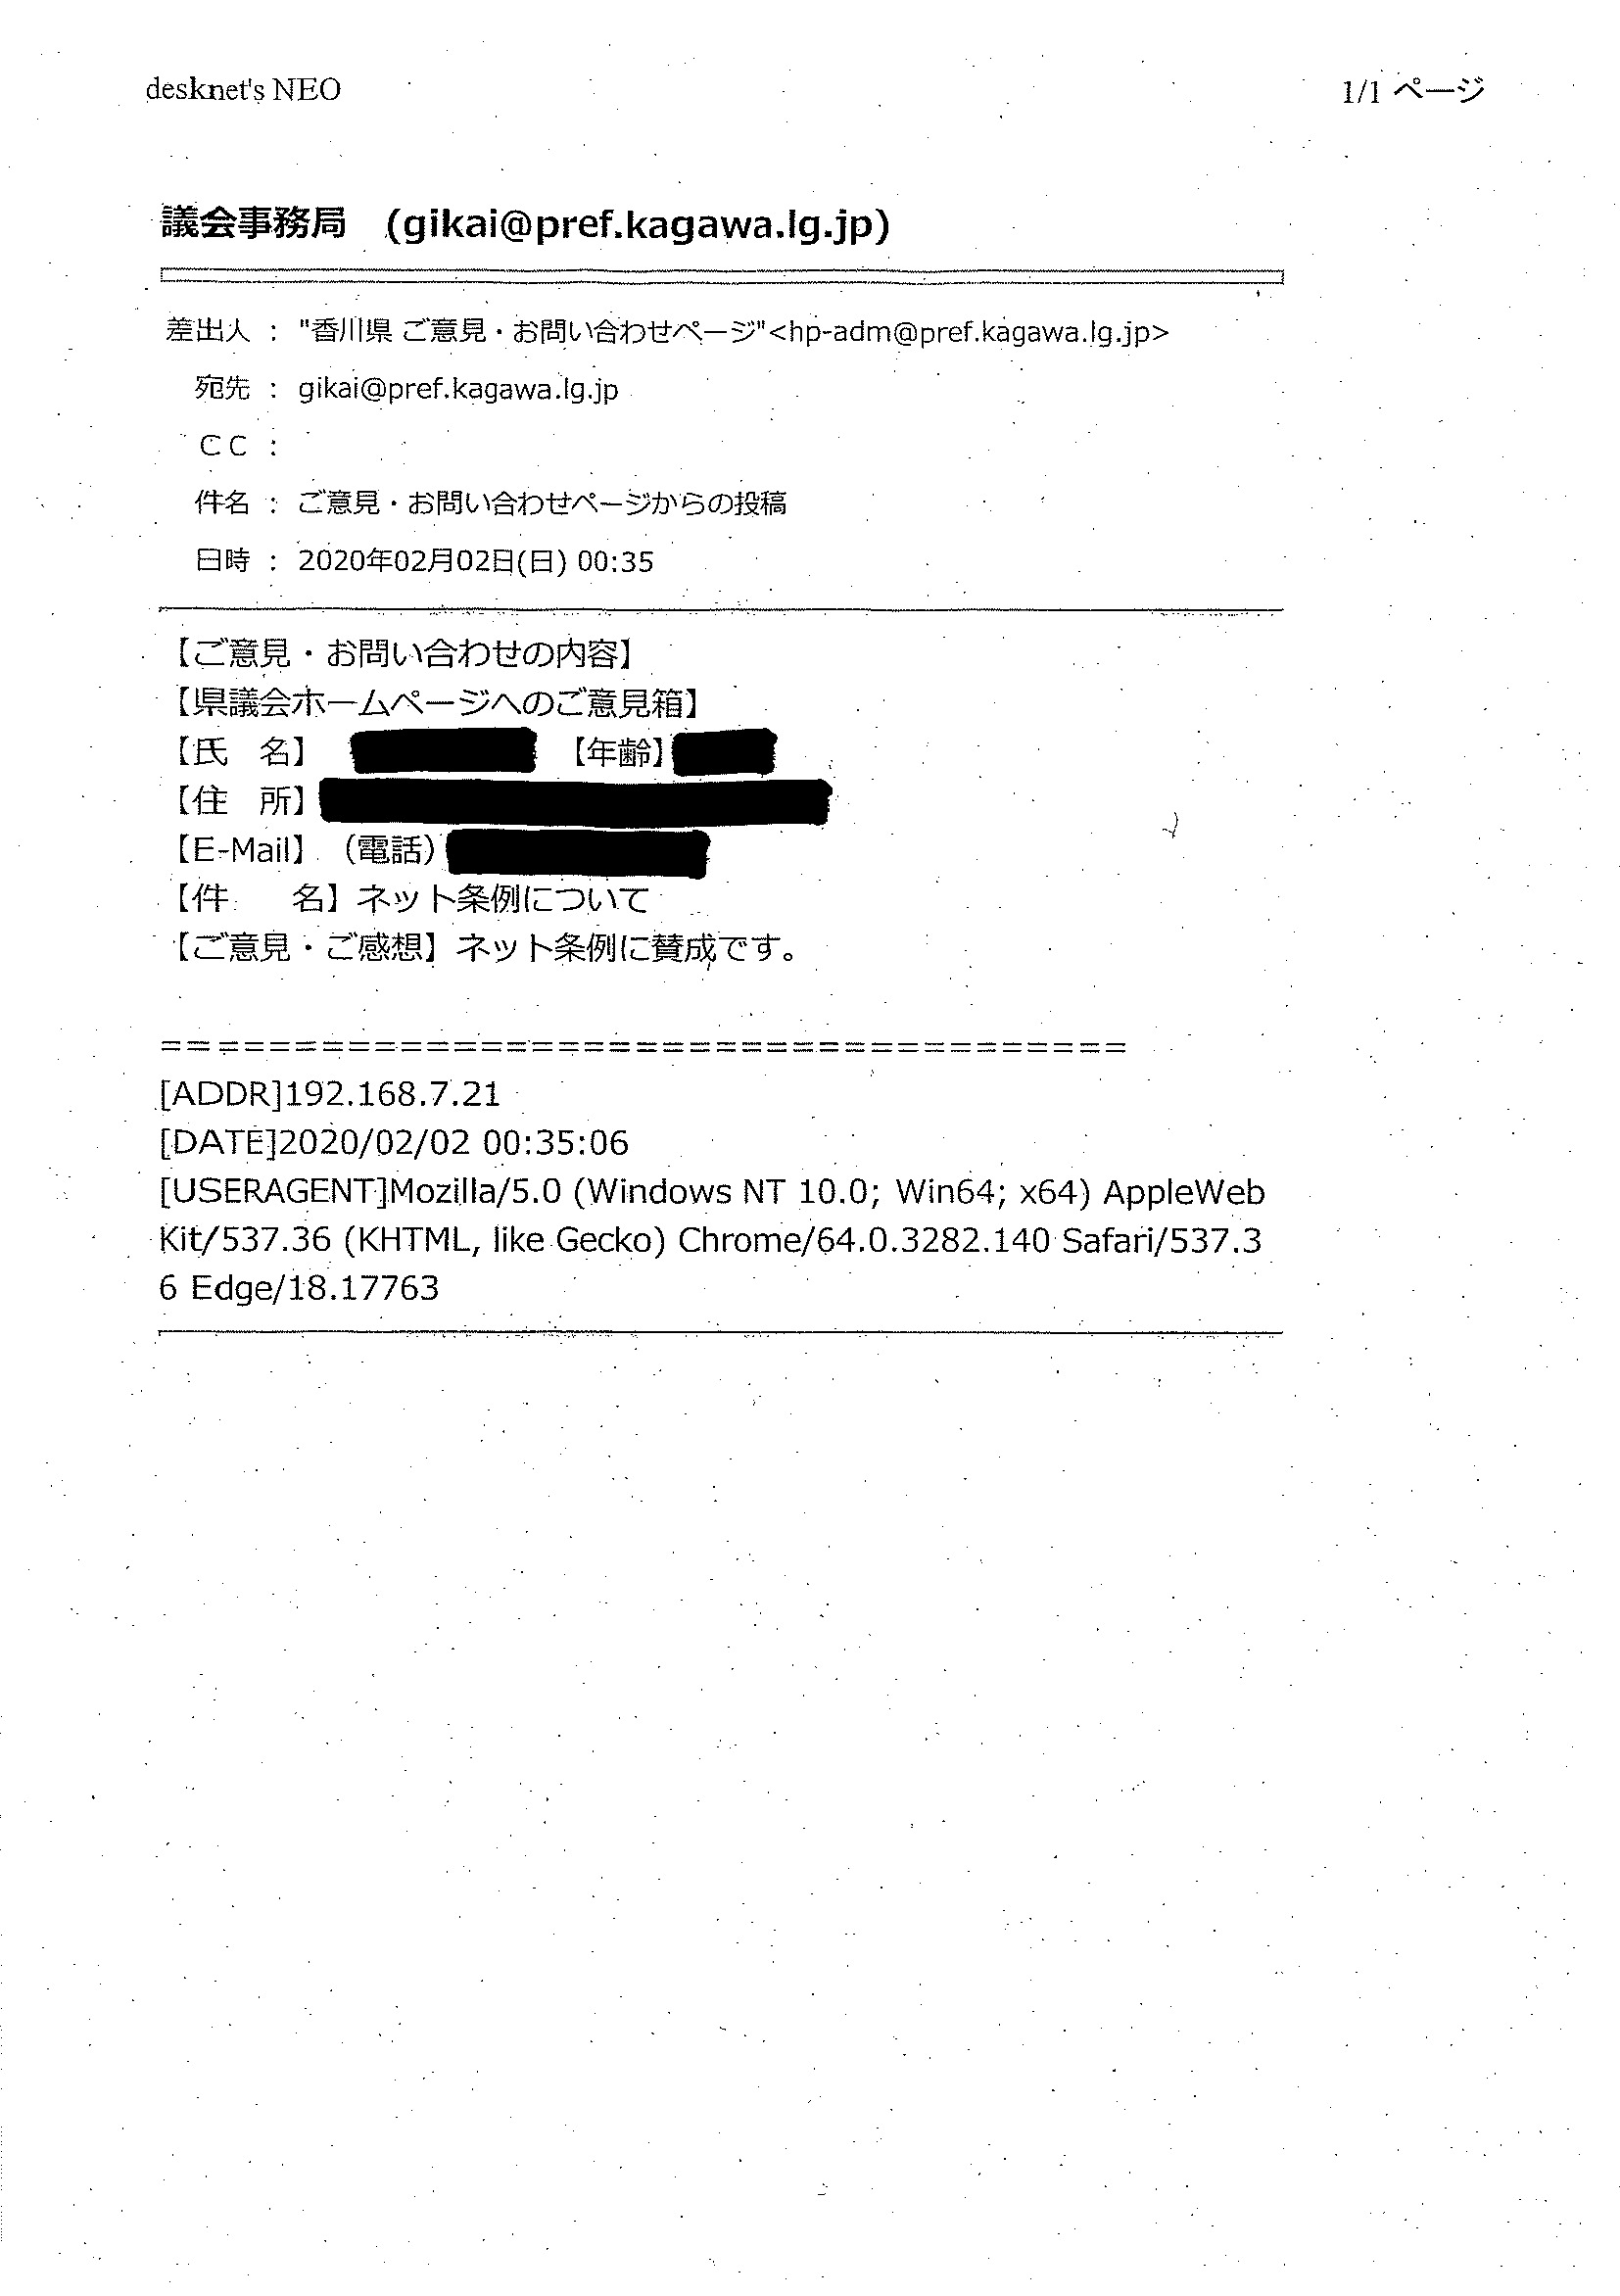 desknet's NEO
1/1 ページ
議会事務局　(gikai@pref.kagawa.lg.jp)
差出人 ： "香川県 ご意見・お問い合わせページ"<hp-adm@pref.kagawa.lg.jp>
宛先 ： gikai@pref.kagawa.lg.jp
ＣＣ ：
件名 ： ご意見・お問い合わせページからの投稿
日時 ： 2020年02月02日(日) 00:35
【ご意見・お問い合わせの内容】
【県議会ホームページへのご意見箱】
【氏　名】 【年齢】
【住　所】
【E-Mail】（電話）
【件　　名】ネット条例について
【ご意見・ご感想】ネット条例に賛成です。
=====================================
[ADDR]192.168.7.21
[DATE]2020/02/02 00:35:06
[USERAGENT]Mozilla/5.0 (Windows NT 10.0; Win64; x64) AppleWeb
Kit/537.36 (KHTML, like Gecko) Chrome/64.0.3282.140 Safari/537.3
6 Edge/18.17763